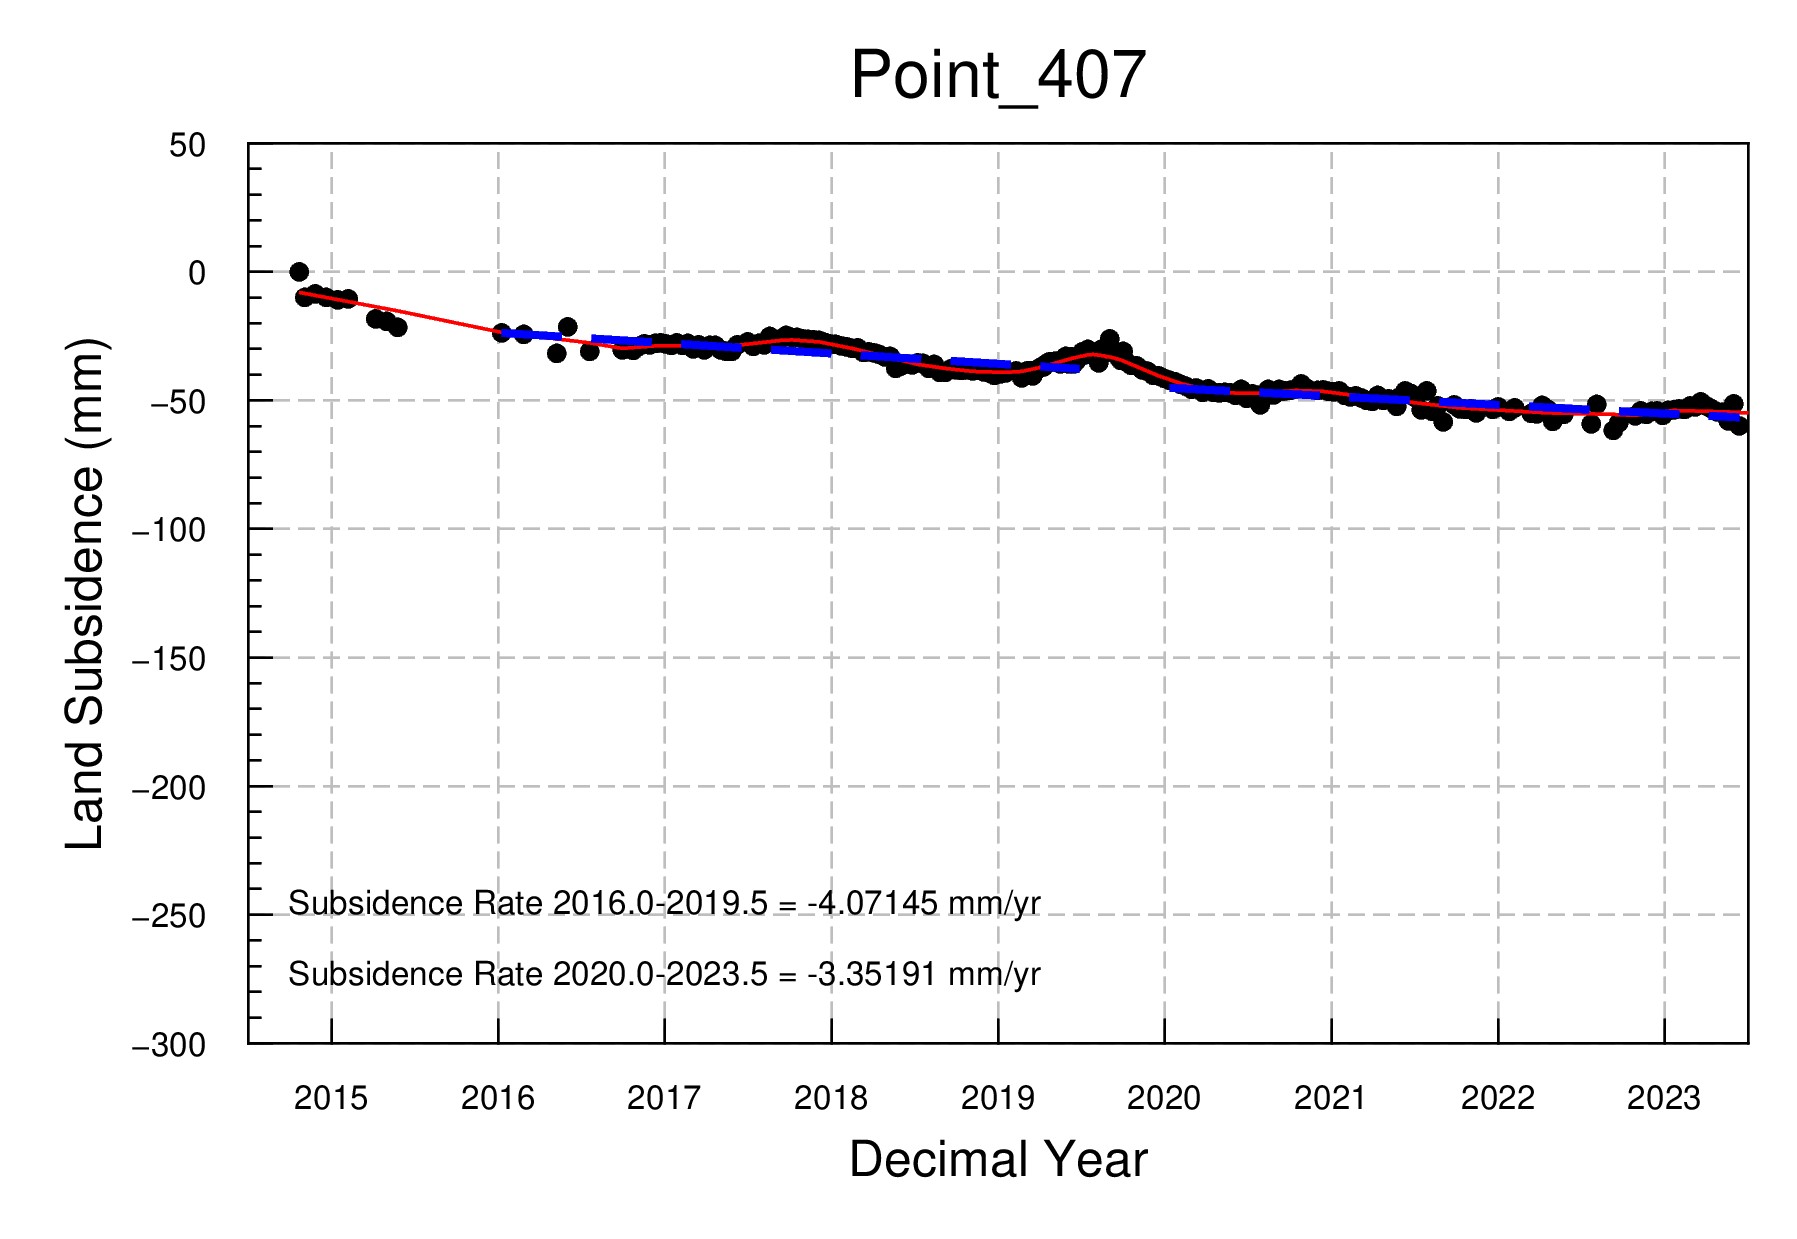 Point_407
50
0
−50
−100
−150
−200
−250
−300
Land Subsidence (mm)
Subsidence Rate 2016.0-2019.5 = -4.07145 mm/yr
Subsidence Rate 2020.0-2023.5 = -3.35191 mm/yr
2015 2016 2017 2018 2019 2020 2021 2022 2023
Decimal Year